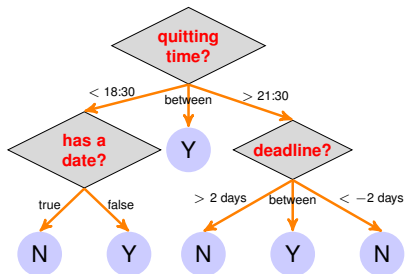 quitting
time?
< 18:30
between
> 21:30
has a
date?
Y
deadline?
true
false
> 2 days
between
< −2 days
N
Y
N
Y
N